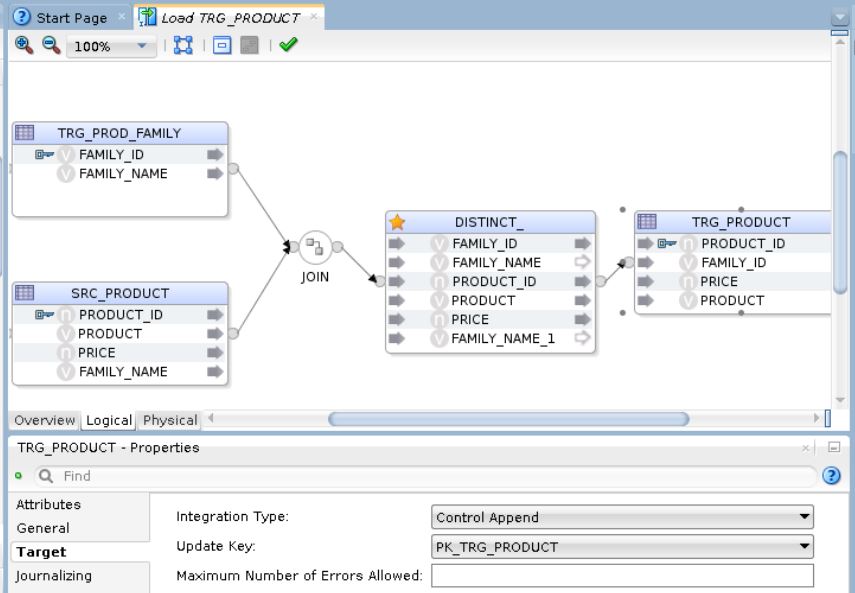 Start Page
Load TRG_PRODUCT
100%
TRG_PROD_FAMILY
FAMILY_ID
FAMILY_NAME
SRC_PRODUCT
PRODUCT_ID
PRODUCT
PRICE
FAMILY_NAME
JOIN
DISTINCT_
FAMILY_ID
FAMILY_NAME
PRODUCT_ID
PRODUCT
PRICE
FAMILY_NAME_1
TRG_PRODUCT
PRODUCT_ID
FAMILY_ID
PRICE
PRODUCT
Overview Logical Physical
TRG_PRODUCT - Properties
Find
Attributes
General
Target
Journalizing
Integration Type: Control Append
Update Key: PK_TRG_PRODUCT
Maximum Number of Errors Allowed: